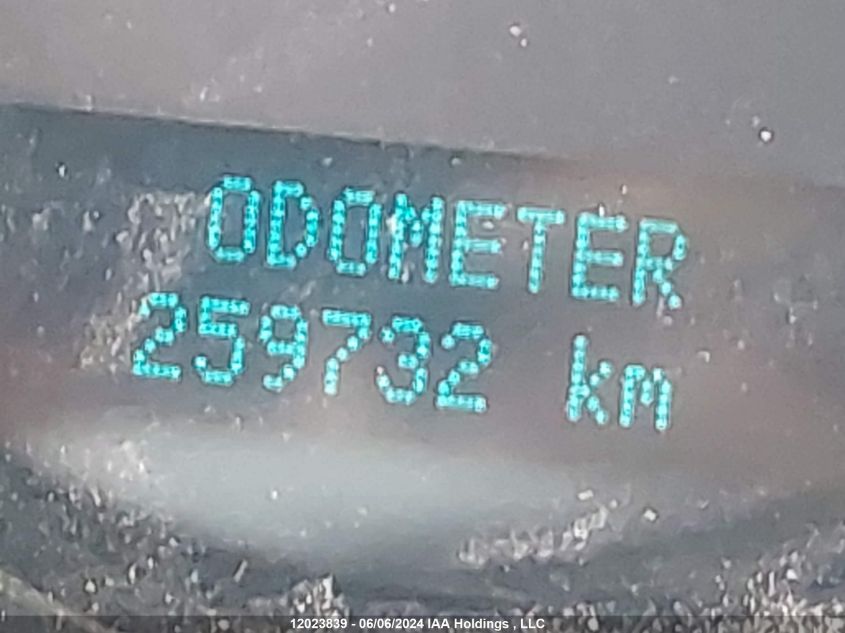 ODOMETER
259732 km
12023839 - 06/06/2024 IAA Holdings , LLC